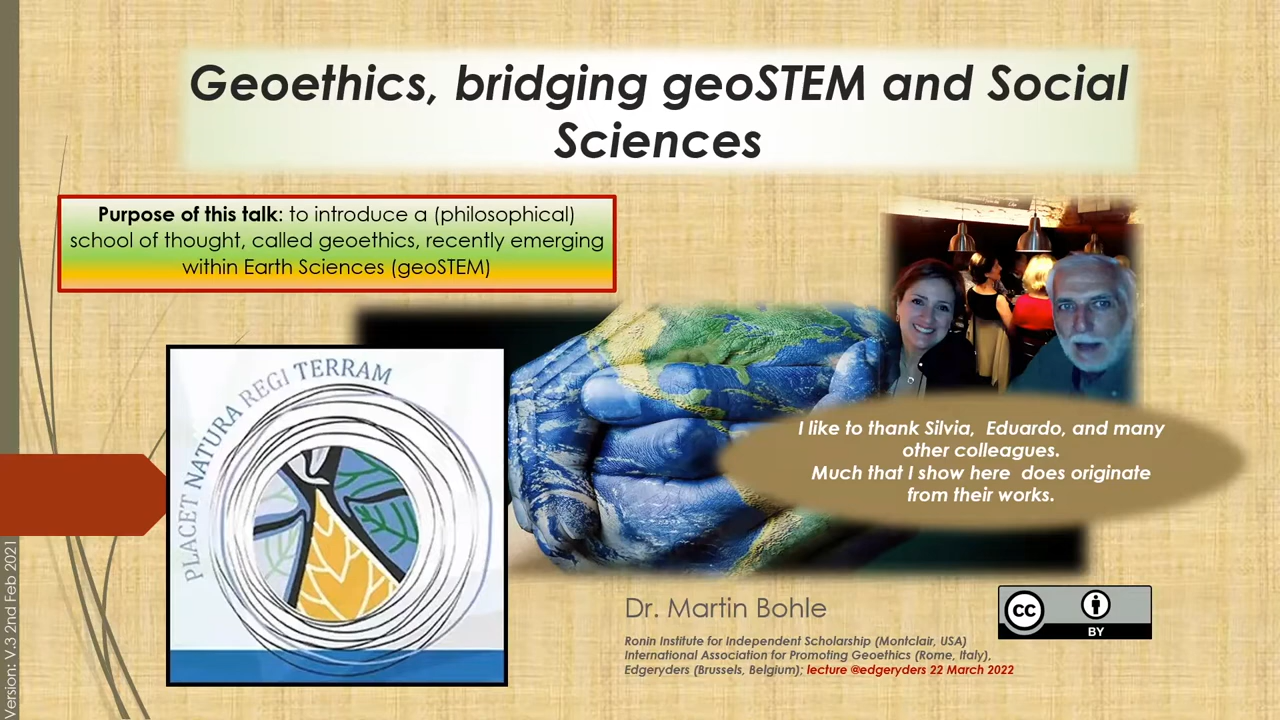 Geoethics, bridging geoSTEM and Social
Sciences
Purpose of this talk: to introduce a (philosophical)
school of thought, called geoethics, recently emerging
within Earth Sciences (geoSTEM)
PLACET NATURA REGI TERRAM
I like to thank Silvia, Eduardo, and many
other colleagues.
Much that I show here does originate
from their works.
Dr. Martin Bohle
Ronin Institute for Independent Scholarship (Montclair, USA)
International Association for Promoting Geoethics (Rome, Italy),
Edgeryders (Brussels, Belgium); lecture @edgeryders 22 March 2022
cc
BY
Version: V.3 2nd Feb 2021